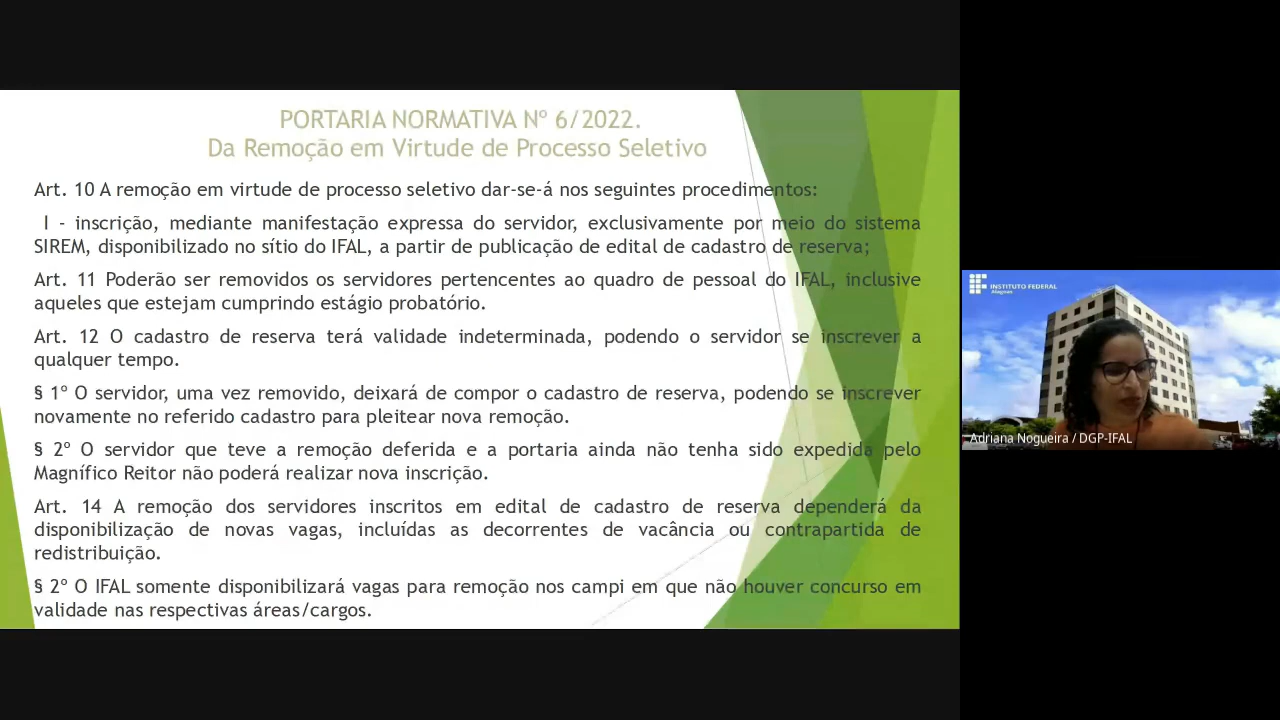 PORTARIA NORMATIVA Nº 6/2022.
Da Remoção em Virtude de Processo Seletivo
Art. 10 A remoção em virtude de processo seletivo dar-se-á nos seguintes procedimentos:
I - inscrição, mediante manifestação expressa do servidor, exclusivamente por meio do sistema
SIREM, disponibilizado no sítio do IFAL, a partir de publicação de edital de cadastro de reserva;
Art. 11 Poderão ser removidos os servidores pertencentes ao quadro de pessoal do IFAL, inclusive
aqueles que estejam cumprindo estágio probatório.
Art. 12 O cadastro de reserva terá validade indeterminada, podendo o servidor se inscrever a
qualquer tempo.
§ 1º O servidor, uma vez removido, deixará de compor o cadastro de reserva, podendo se inscrever
novamente no referido cadastro para pleitear nova remoção.
§ 2º O servidor que teve a remoção deferida e a portaria ainda não tenha sido expedida pelo
Magnífico Reitor não poderá realizar nova inscrição.
Art. 14 A remoção dos servidores inscritos em edital de cadastro de reserva dependerá da
disponibilização de novas vagas, incluídas as decorrentes de vacância ou contrapartida de
redistribuição.
§ 2º O IFAL somente disponibilizará vagas para remoção nos campi em que não houver concurso em
validade nas respectivas áreas/cargos.
INSTITUTO FEDERAL
Alagoas
Adriana Nogueira / DGP-IFAL